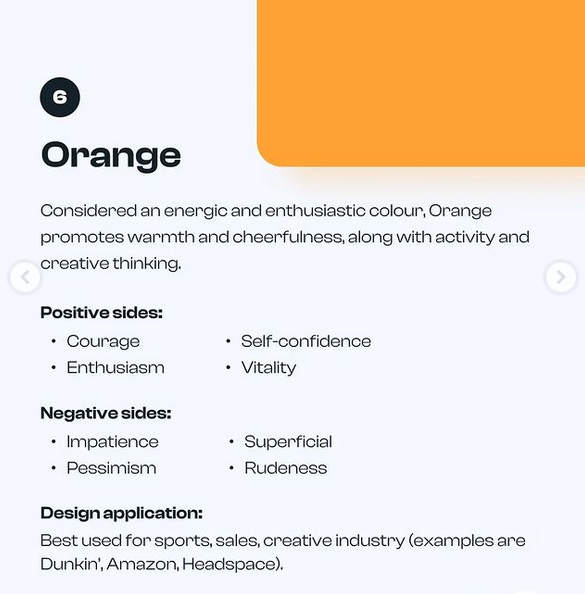 6
Orange
Considered an energic and enthusiastic colour, Orange
promotes warmth and cheerfulness, along with activity and
creative thinking.
Positive sides:
• Courage • Self-confidence
• Enthusiasm • Vitality
Negative sides:
• Impatience • Superficial
• Pessimism • Rudeness
Design application:
Best used for sports, sales, creative industry (examples are
Dunkin', Amazon, Headspace).